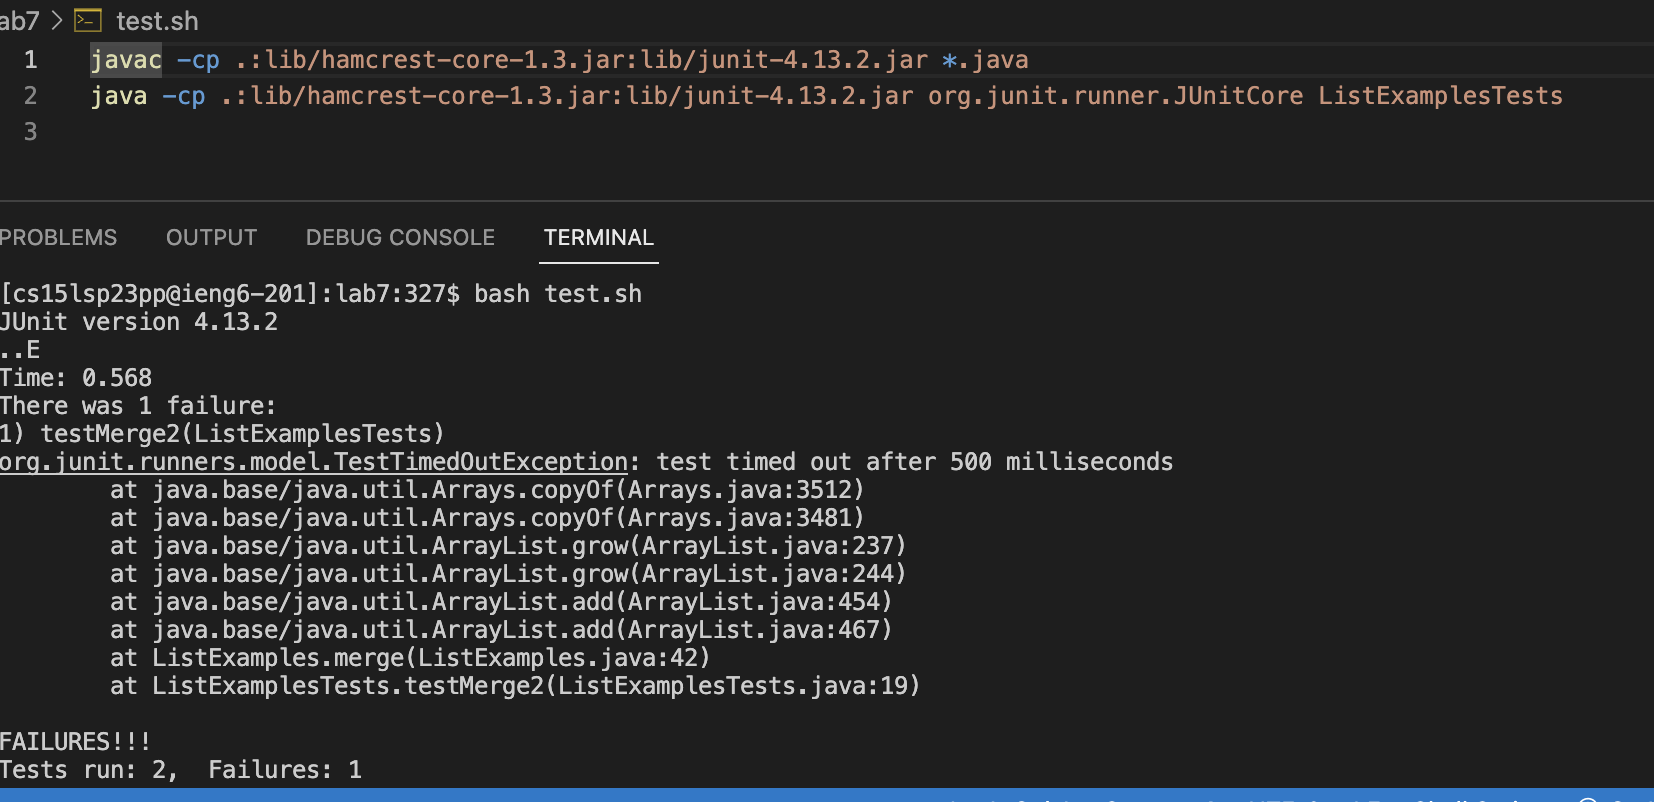 ab7 > test.sh
1 javac -cp .:lib/hamcrest-core-1.3.jar:lib/junit-4.13.2.jar *.java
2 java -cp .:lib/hamcrest-core-1.3.jar:lib/junit-4.13.2.jar org.junit.runner.JUnitCore ListExamplesTests
3
PROBLEMS OUTPUT DEBUG CONSOLE TERMINAL
[cs15lsp23pp@ieng6-201]:lab7:327$ bash test.sh
JUnit version 4.13.2
..E
Time: 0.568
There was 1 failure:
1) testMerge2(ListExamplesTests)
org.junit.runners.model.TestTimedOutException: test timed out after 500 milliseconds
at java.base/java.util.Arrays.copyOf(Arrays.java:3512)
at java.base/java.util.Arrays.copyOf(Arrays.java:3481)
at java.base/java.util.ArrayList.grow(ArrayList.java:237)
at java.base/java.util.ArrayList.grow(ArrayList.java:244)
at java.base/java.util.ArrayList.add(ArrayList.java:454)
at java.base/java.util.ArrayList.add(ArrayList.java:467)
at ListExamples.merge(ListExamples.java:42)
at ListExamplesTests.testMerge2(ListExamplesTests.java:19)
FAILURES!!!
Tests run: 2,  Failures: 1